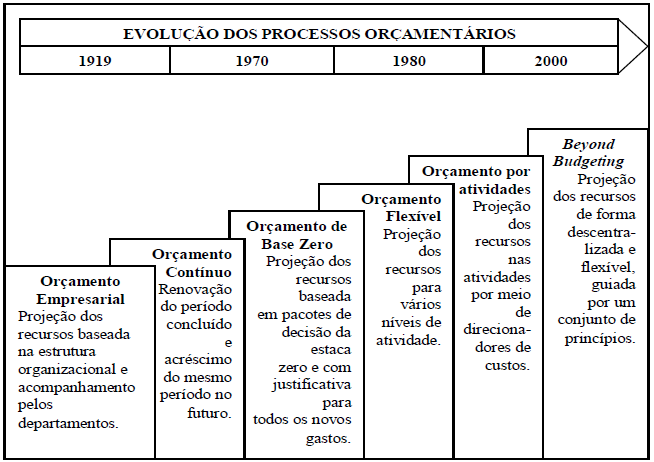 EVOLUÇÃO DOS PROCESSOS ORÇAMENTÁRIOS
1919 1970 1980 2000
Orçamento
Empresarial
Projeção dos
recursos baseada
na estrutura
organizacional e
acompanhamento
pelos
departamentos.
Orçamento
Contínuo
Renovação
do período
concluído
e
acréscimo
do mesmo
período no
futuro.
Orçamento de
Base Zero
Projeção dos
recursos
baseada
em pacotes de
decisão da
estaca
zero e com
justificativa
para
todos os novos
gastos.
Orçamento
Flexível
Projeção
dos
recursos
para
vários
níveis de
atividade.
Orçamento por
atividades
Projeção
dos
recursos
nas
atividades
por meio
de
direciona-
dores de
custos.
Beyond
Budgeting
Projeção
dos recursos
de forma
descentra-
lizada e
flexível,
guiada
por um
conjunto de
princípios.